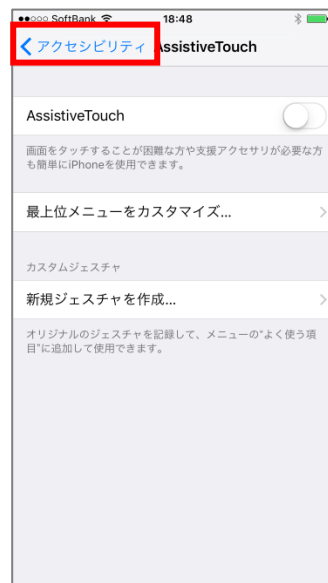 SoftBank 18:48
アクセシビリティ AssistiveTouch
AssistiveTouch
画面をタッチすることが困難な方や支援アクセサリが必要な方
も簡単にiPhoneを使用できます。
最上位メニューをカスタマイズ...
カスタムジェスチャ
新規ジェスチャを作成...
オリジナルのジェスチャを記録して、メニューの"よく使う項
目"に追加して使用できます。